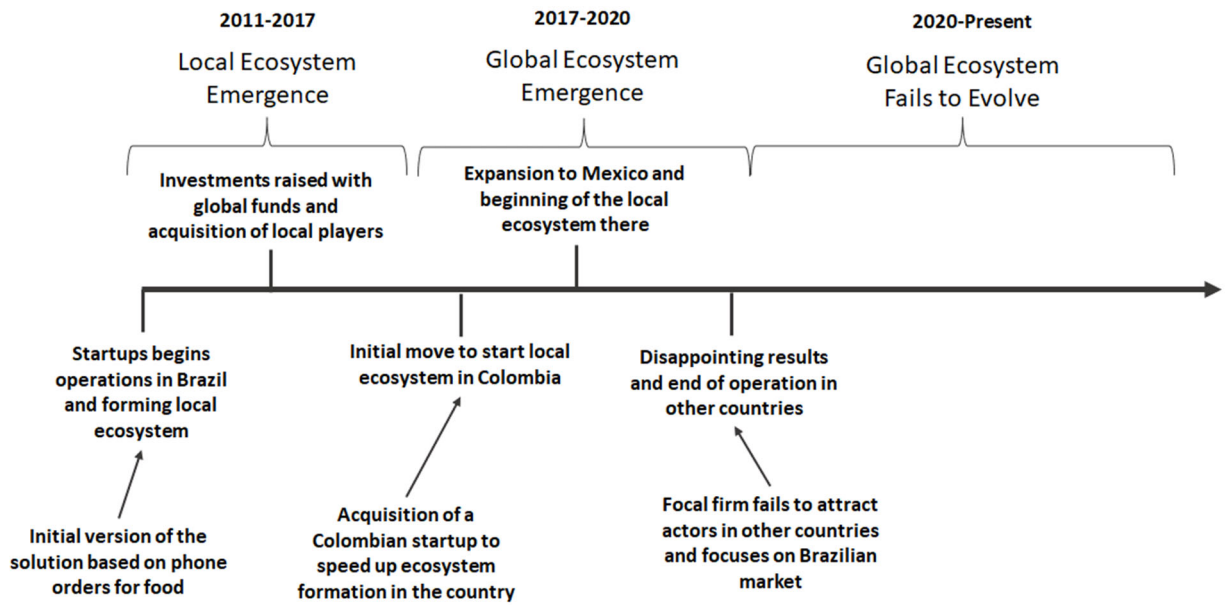 2011-2017
Local Ecosystem
Emergence
2017-2020
Global Ecosystem
Emergence
2020-Present
Global Ecosystem
Fails to Evolve
Investments raised with
global funds and
acquisition of local players
Expansion to Mexico and
beginning of the local
ecosystem there
Startups begins
operations in Brazil
and forming local
ecosystem
Initial move to start local
ecosystem in Colombia
Disappointing results
and end of operation in
other countries
Initial version of the
solution based on phone
orders for food
Acquisition of a
Colombian startup to
speed up ecosystem
formation in the country
Focal firm fails to attract
actors in other countries
and focuses on Brazilian
market